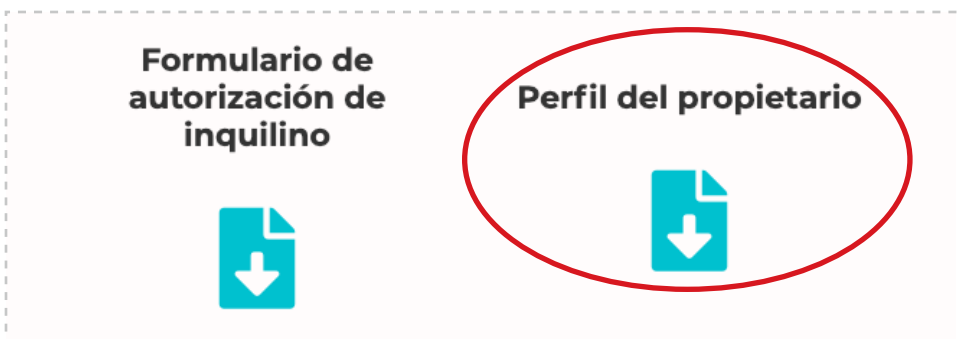 Formulario de
autorización de
inquilino
Perfil del propietario